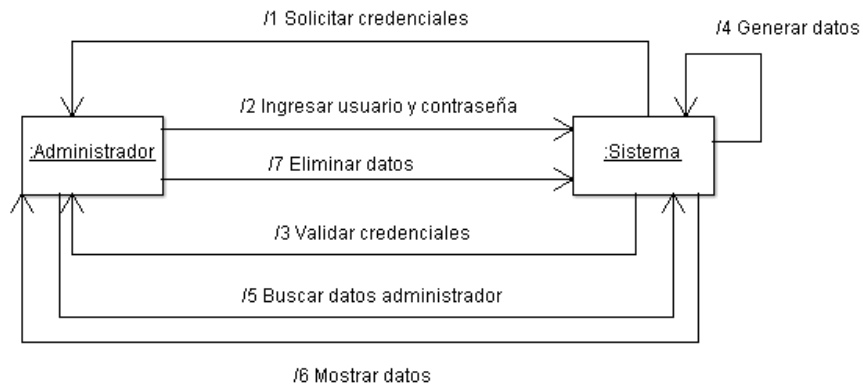 /1 Solicitar credenciales
/4 Generar datos
/2 Ingresar usuario y contraseña
:Administrador
:Sistema
/7 Eliminar datos
/3 Validar credenciales
/5 Buscar datos administrador
/6 Mostrar datos